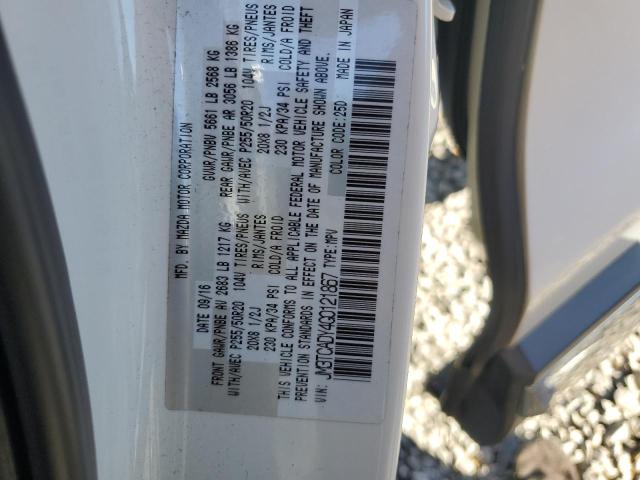 MFD. BY MAZDA MOTOR CORPORATION
DATE 09/16 GVWR/PNBV 5661 LB 2568 KG
FRONT GAWR/PNBE AV 2683 LB 1217 KG REAR GAWR/PNBE AR 3056 LB 1386 KG
WITH/AVEC P255/50R20 104V TIRES/PNEUS WITH/AVEC P255/50R20 104V TIRES/PNEUS
20X8 1/2J RIMS/JANTES 20X8 1/2J RIMS/JANTES
230 KPA/34 PSI COLD/A FROID 230 KPA/34 PSI COLD/A FROID
THIS VEHICLE CONFORMS TO ALL APPLICABLE FEDERAL MOTOR VEHICLE SAFETY AND THEFT
PREVENTION STANDARDS IN EFFECT ON THE DATE OF MANUFACTURE SHOWN ABOVE.
VIN: JM3TCADY4G0121867 TYPE:MPV COLOR CODE:25D MADE IN JAPAN